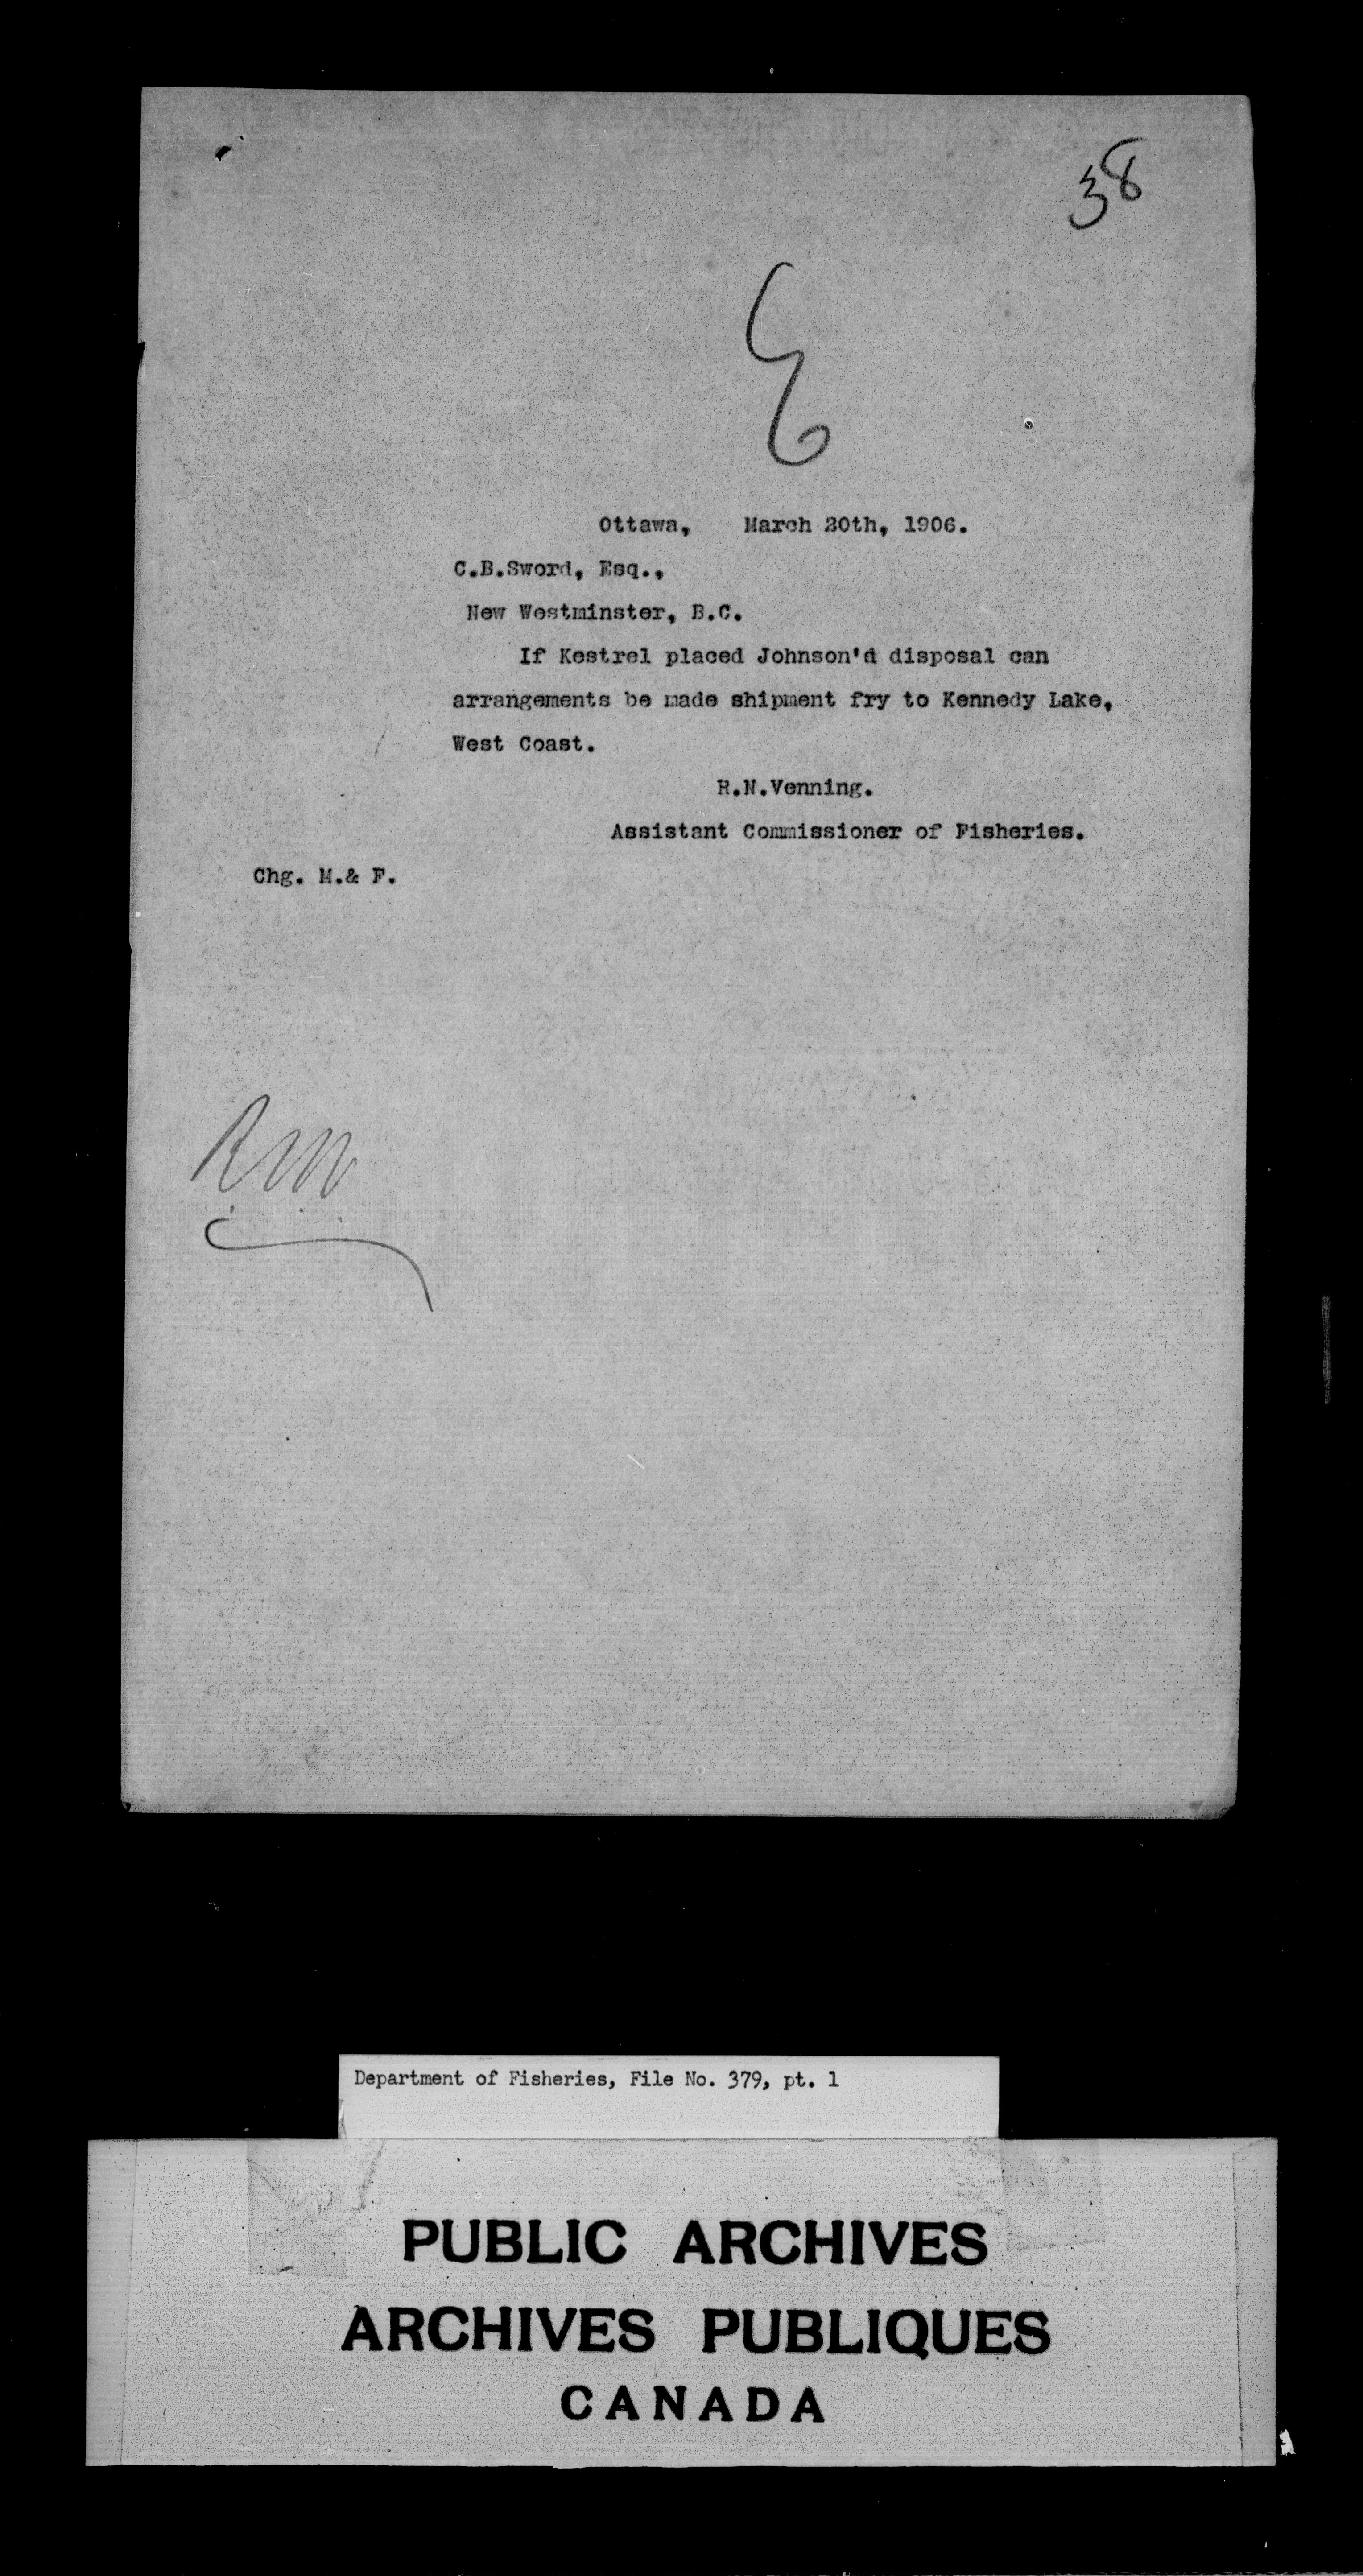 38
E
Ottawa, March 20th, 1906.
C.B.Sword, Esq.,
New Westminster, B.C.
If Kestrel placed Johnson'd disposal can
arrangements be made shipment fry to Kennedy Lake,
West Coast.
R.N.Venning.
Assistant Commissioner of Fisheries.
Chg. M.& F.
Department of Fisheries, File No. 379, pt. 1
PUBLIC ARCHIVES
ARCHIVES PUBLIQUES
CANADA